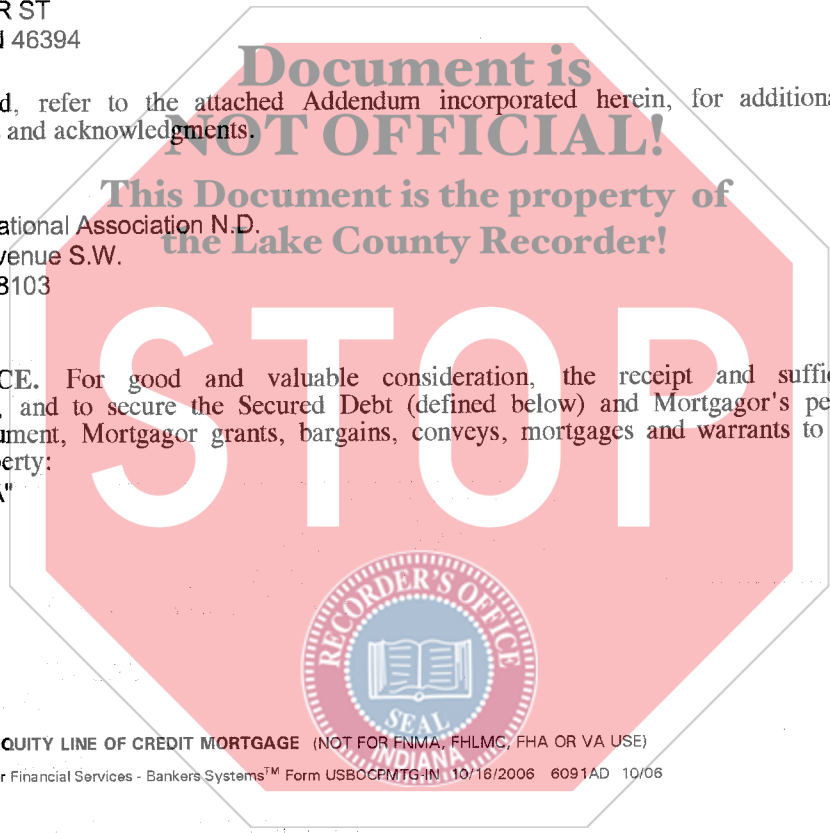 R ST
46394
Document is
d, refer to the attached Addendum incorporated herein, for additiona
and acknowledgments.
NOT OFFICIAL!
This Document is the property of
ational Association N.D.
the Lake County Recorder!
venue S.W.
8103
STOP
CE. For good and valuable consideration, the receipt and suffic
, and to secure the Secured Debt (defined below) and Mortgagor's pe
ument, Mortgagor grants, bargains, conveys, mortgages and warrants to
erty:
A"
RECORDER'S OFFICE
SEAL
INDIANA
QUITY LINE OF CREDIT MORTGAGE (NOT FOR FNMA, FHLMC, FHA OR VA USE)
r Financial Services - Bankers Systems™ Form USBOCPMTG-IN 10/16/2006 6091AD 10/06